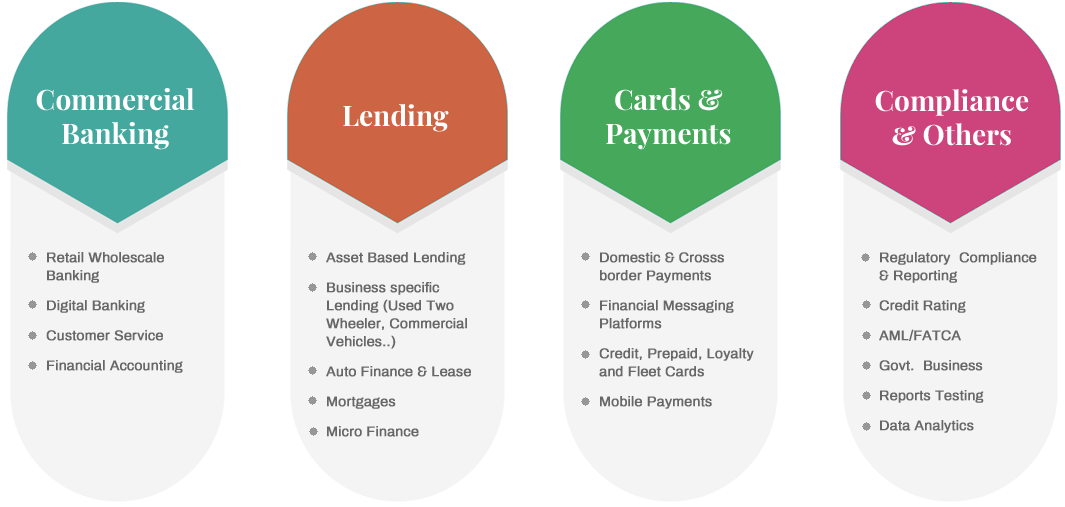 Commercial
Banking
Retail Wholescale
Banking
Digital Banking
Customer Service
Financial Accounting
Lending
Asset Based Lending
Business specific
Lending (Used Two
Wheeler, Commercial
Vehicles..)
Auto Finance & Lease
Mortgages
Micro Finance
Cards &
Payments
Domestic & Crosss
border Payments
Financial Messaging
Platforms
Credit, Prepaid, Loyalty
and Fleet Cards
Mobile Payments
Compliance
& Others
Regulatory  Compliance
& Reporting
Credit Rating
AML/FATCA
Govt.  Business
Reports Testing
Data Analytics